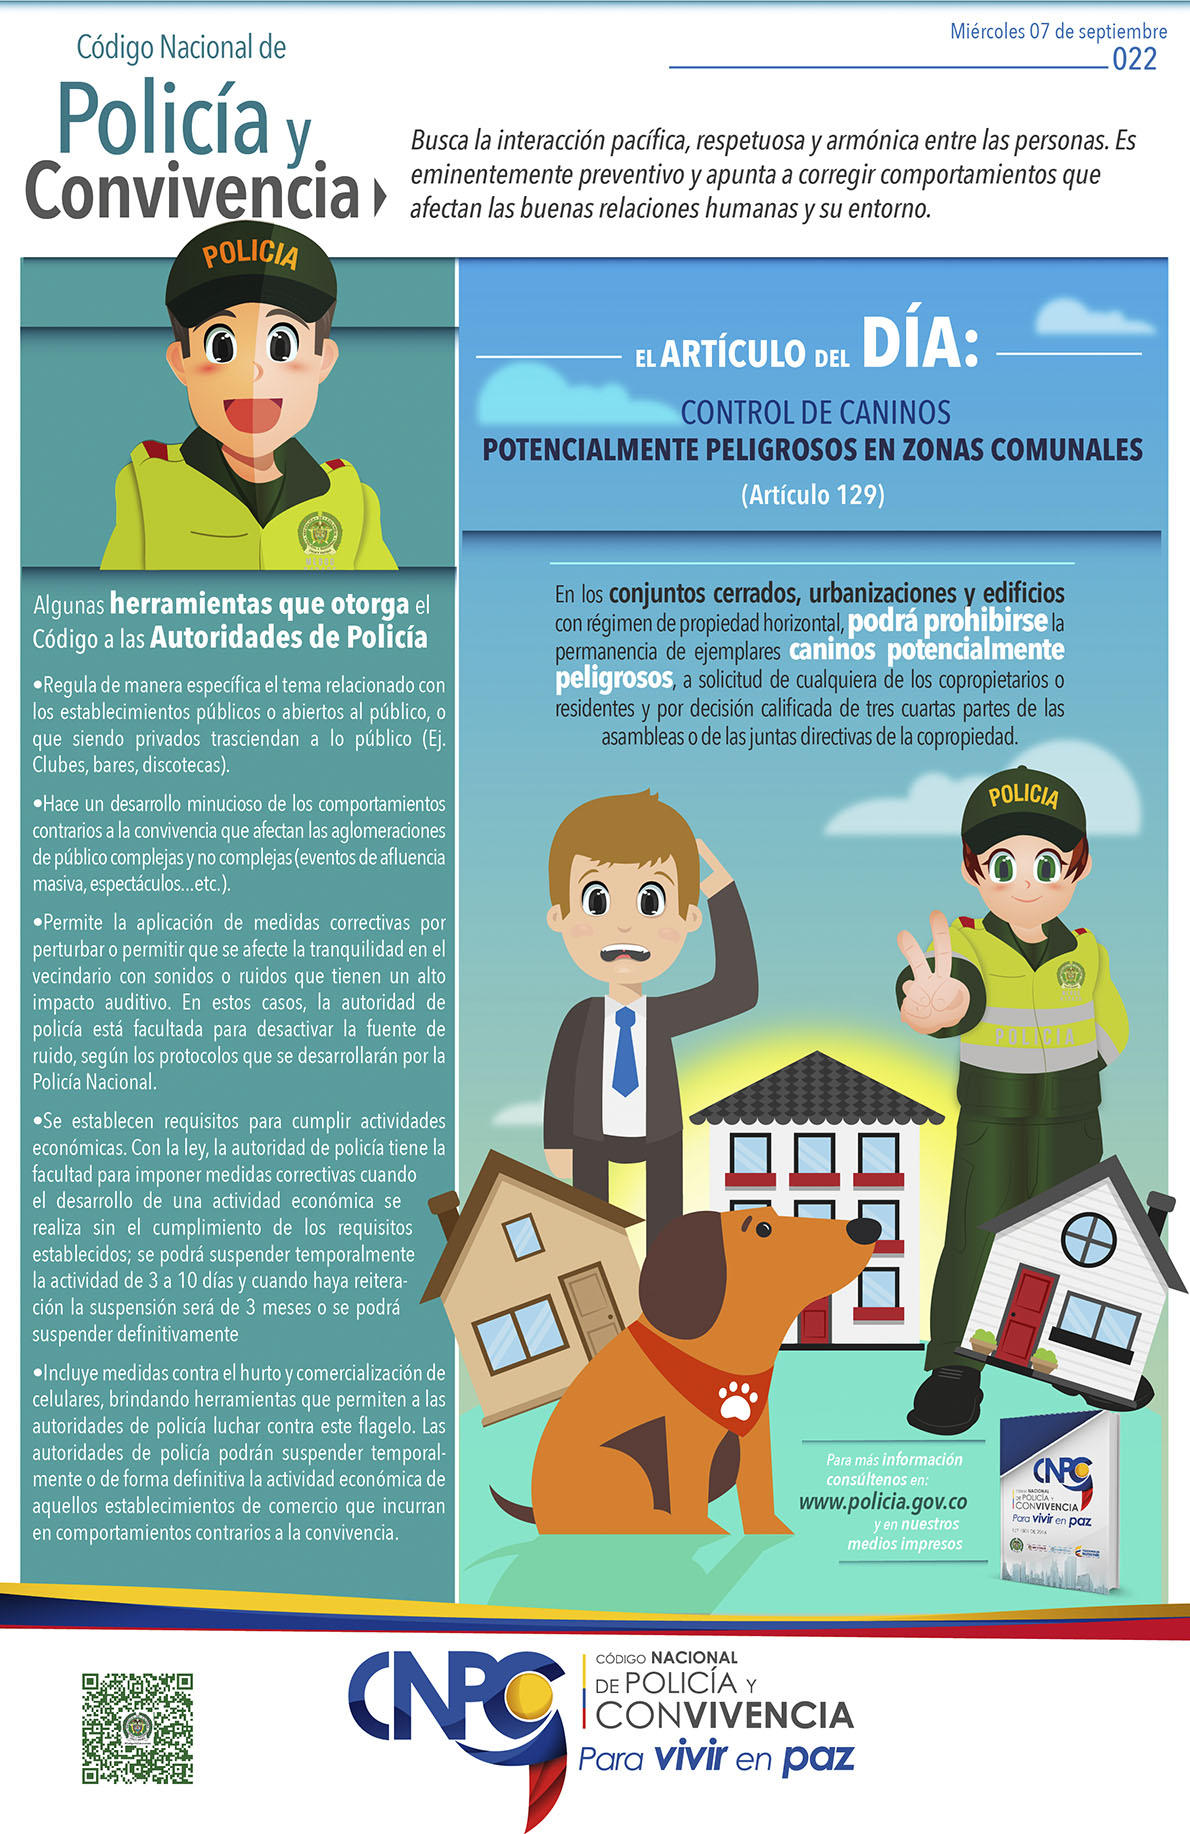 Miércoles 07 de septiembre
022
Código Nacional de
Policía y
Convivencia
Busca la interacción pacífica, respetuosa y armónica entre las personas. Es
eminentemente preventivo y apunta a corregir comportamientos que
afectan las buenas relaciones humanas y su entorno.
POLICIA
Algunas herramientas que otorga el
Código a las Autoridades de Policía
•Regula de manera específica el tema relacionado con
los establecimientos públicos o abiertos al público, o
que siendo privados trasciendan a lo público (Ej.
Clubes, bares, discotecas).
•Hace un desarrollo minucioso de los comportamientos
contrarios a la convivencia que afectan las aglomeraciones
de público complejas y no complejas (eventos de afluencia
masiva, espectáculos...etc.).
•Permite la aplicación de medidas correctivas por
perturbar o permitir que se afecte la tranquilidad en el
vecindario con sonidos o ruidos que tienen un alto
impacto auditivo. En estos casos, la autoridad de
policía está facultada para desactivar la fuente de
ruido, según los protocolos que se desarrollarán por la
Policía Nacional.
•Se establecen requisitos para cumplir actividades
económicas. Con la ley, la autoridad de policía tiene la
facultad para imponer medidas correctivas cuando
el desarrollo de una actividad económica se
realiza sin el cumplimiento de los requisitos
establecidos; se podrá suspender temporalmente
la actividad de 3 a 10 días y cuando haya reitera-
ción la suspensión será de 3 meses o se podrá
suspender definitivamente
•Incluye medidas contra el hurto y comercialización de
celulares, brindando herramientas que permiten a las
autoridades de policía luchar contra este flagelo. Las
autoridades de policía podrán suspender temporal-
mente o de forma definitiva la actividad económica de
aquellos establecimientos de comercio que incurran
en comportamientos contrarios a la convivencia.
EL ARTÍCULO DEL DÍA:
CONTROL DE CANINOS
POTENCIALMENTE PELIGROSOS EN ZONAS COMUNALES
(Artículo 129)
En los conjuntos cerrados, urbanizaciones y edificios
con régimen de propiedad horizontal, podrá prohibirse la
permanencia de ejemplares caninos potencialmente
peligrosos, a solicitud de cualquiera de los copropietarios o
residentes y por decisión calificada de tres cuartas partes de las
asambleas o de las juntas directivas de la copropiedad.
POLICIA
POLICIA
Para más información
consúltenos en:
www.policia.gov.co
y en nuestros
medios impresos
CNPC
CÓDIGO NACIONAL
DE POLICÍA Y
CONVIVENCIA
Para vivir en paz
CNPC
CÓDIGO NACIONAL
DE POLICÍA Y
CONVIVENCIA
Para vivir en paz